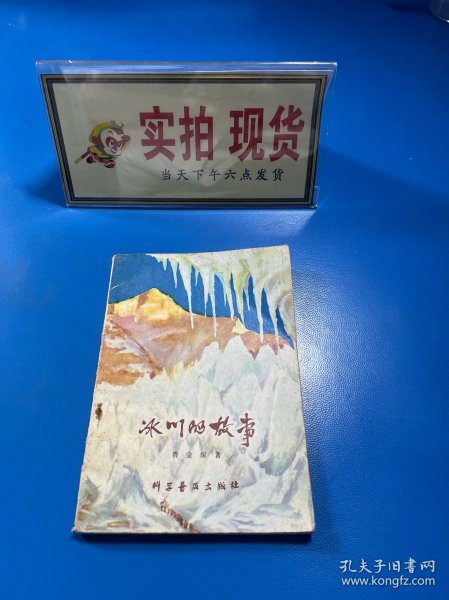 实拍 现货
当天下午六点发货
冰川的故事
费金深 著
科学普及出版社
孔夫子旧书网
www.kongfz.com